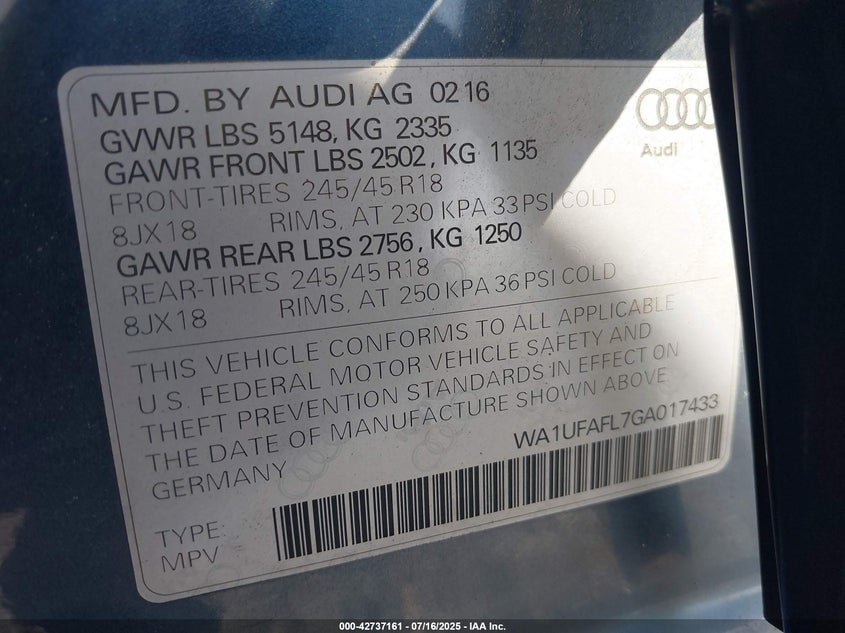 MFD. BY AUDI AG 02 16
GVWR LBS 5148, KG 2335
GAWR FRONT LBS 2502, KG 1135
FRONT-TIRES 245/45 R18
8JX18 RIMS, AT 230 KPA 33 PSI COLD
GAWR REAR LBS 2756, KG 1250
REAR-TIRES 245/45 R18
8JX18 RIMS, AT 250 KPA 36 PSI COLD
Audi
THIS VEHICLE CONFORMS TO ALL APPLICABLE
U.S. FEDERAL MOTOR VEHICLE SAFETY AND
THEFT PREVENTION STANDARDS IN EFFECT ON
THE DATE OF MANUFACTURE SHOWN ABOVE
GERMANY
WA1UFAFL7GA017433
TYPE:
MPV
000-42737161 - 07/16/2025 - IAA Inc.